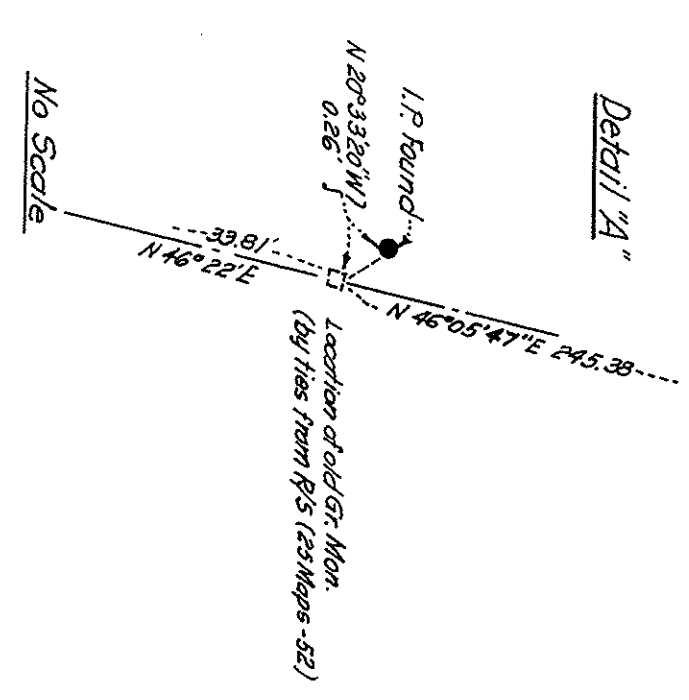 Detail "A"
I.P. Found
N 20°33'20"W
0.26'
33.81'
N 46°22'E
N 46°05'47"E 245.38
Location of old Gr. Mon.
(by ties from R/S (25 Maps-52)
No Scale